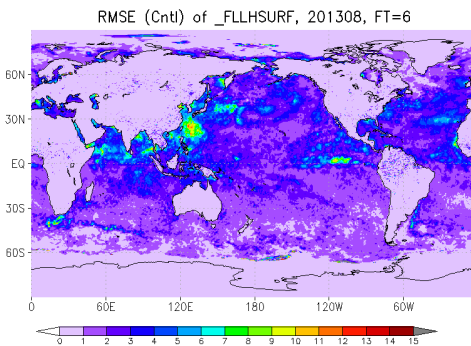 RMSE (Cntl) of _FLLHSURF, 201308, FT=6
60N
30N
EQ
30S
60S
0 60E 120E 180 120W 60W
0 1 2 3 4 5 6 7 8 9 10 11 12 13 14 15